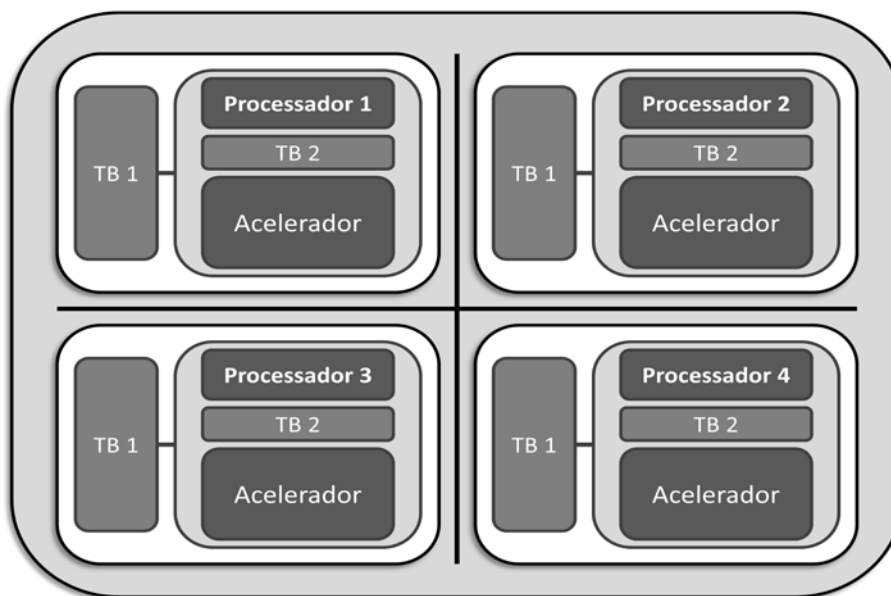 Processador 1
TB 1
TB 2
Acelerador
Processador 2
TB 1
TB 2
Acelerador
Processador 3
TB 1
TB 2
Acelerador
Processador 4
TB 1
TB 2
Acelerador